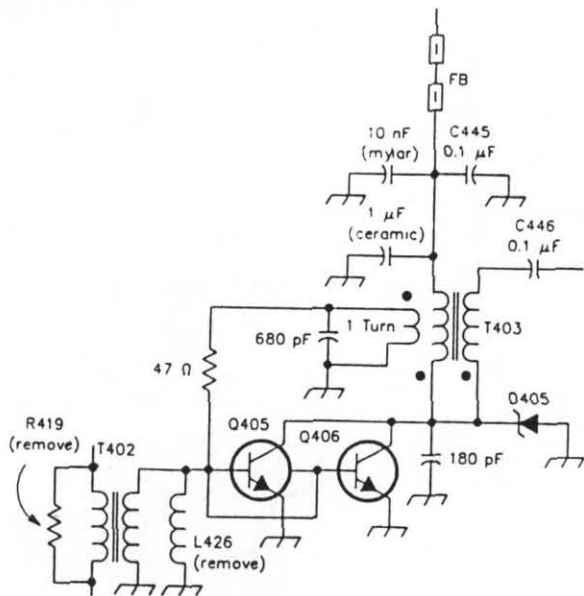 FB
10 nF
(mylar)
C445
0.1 µF
1 µF
(ceramic)
C446
0.1 µF
680 pF
1 Turn
T403
47 Ω
R419
(remove)
T402
Q405
Q406
D405
180 pF
L426
(remove)